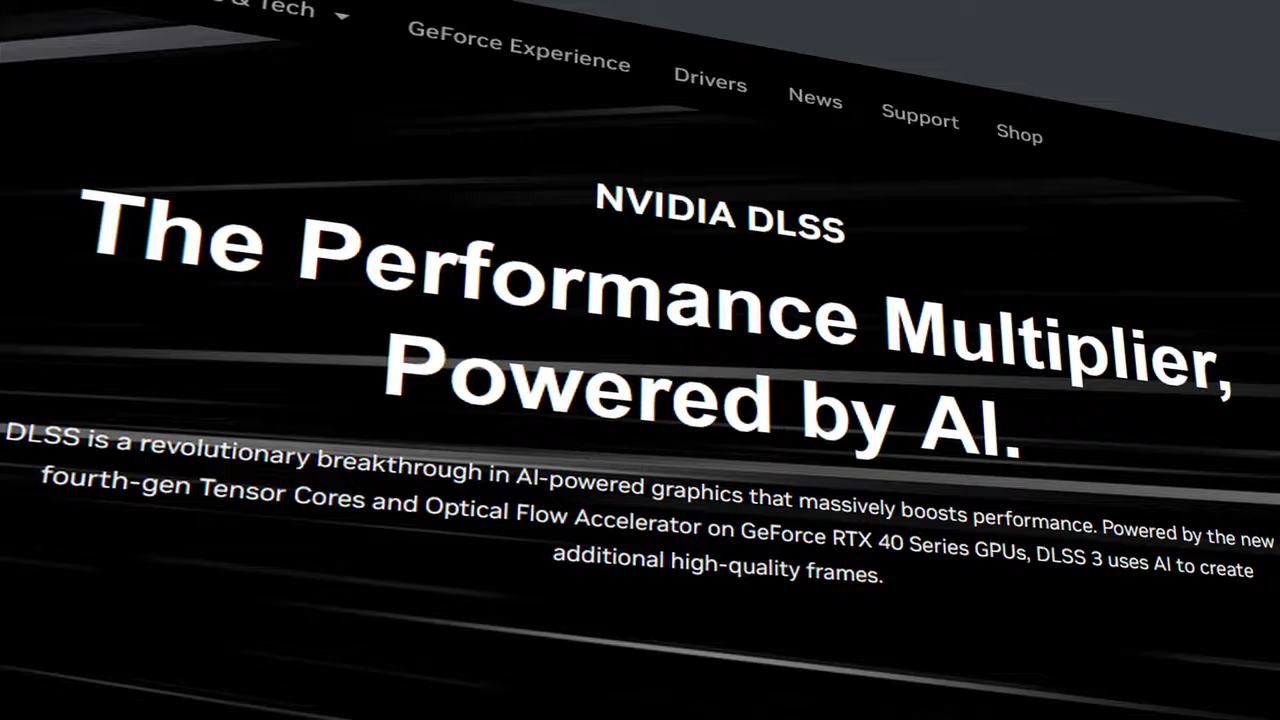 & Tech
GeForce Experience
Drivers
News
Support
Shop
NVIDIA DLSS
The Performance Multiplier,
Powered by AI.
DLSS is a revolutionary breakthrough in AI-powered graphics that massively boosts performance. Powered by the new
fourth-gen Tensor Cores and Optical Flow Accelerator on GeForce RTX 40 Series GPUs, DLSS 3 uses AI to create
additional high-quality frames.